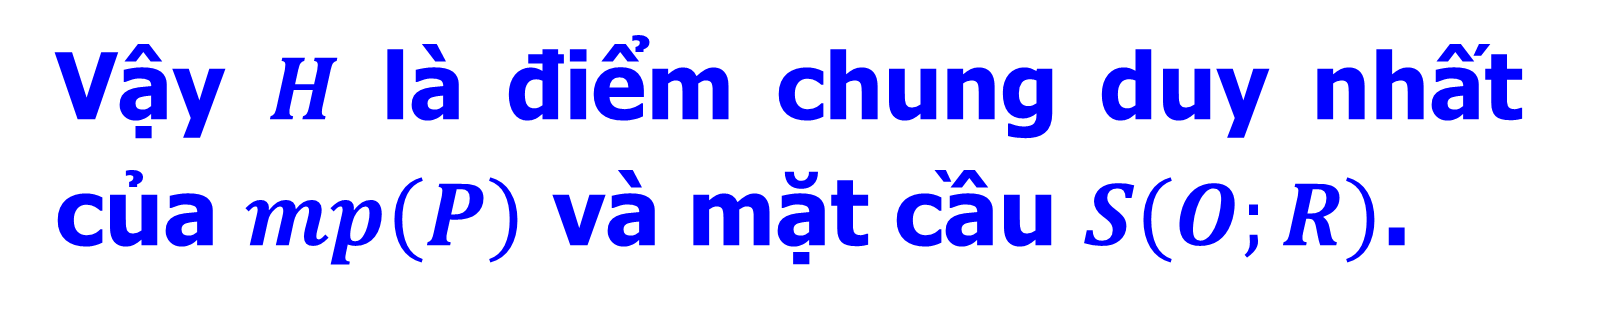 Vậy H là điểm chung duy nhất
của mp(P) và mặt cầu S(O; R).